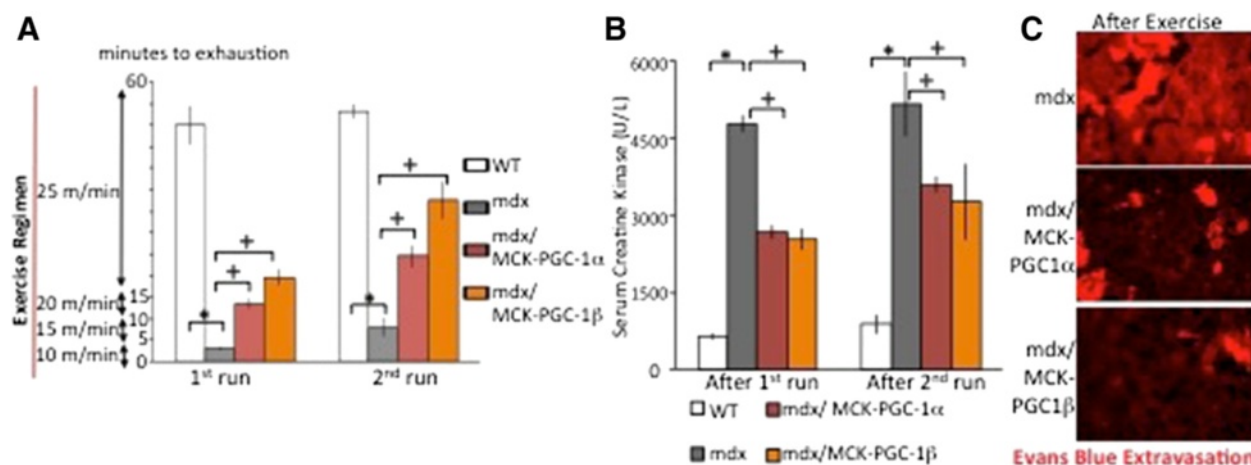 A
minutes to exhaustion
60
15
10
5
0
Exercise Regimen
25 m/min
20 m/min
15 m/min
10 m/min
*
+
+
*
+
+
1st run
2nd run
WT
mdx
mdx/
MCK-PGC-1α
mdx/
MCK-PGC-1β
B
Serum Creatine Kinase (U/L)
6000
4500
3000
1500
0
*
+
+
*
+
+
After 1st run
After 2nd run
WT
mdx/ MCK-PGC-1α
mdx
mdx/MCK-PGC-1β
C
After Exercise
mdx
mdx/
MCK-
PGC1α
mdx/
MCK-
PGC1β
Evans Blue Extravasation